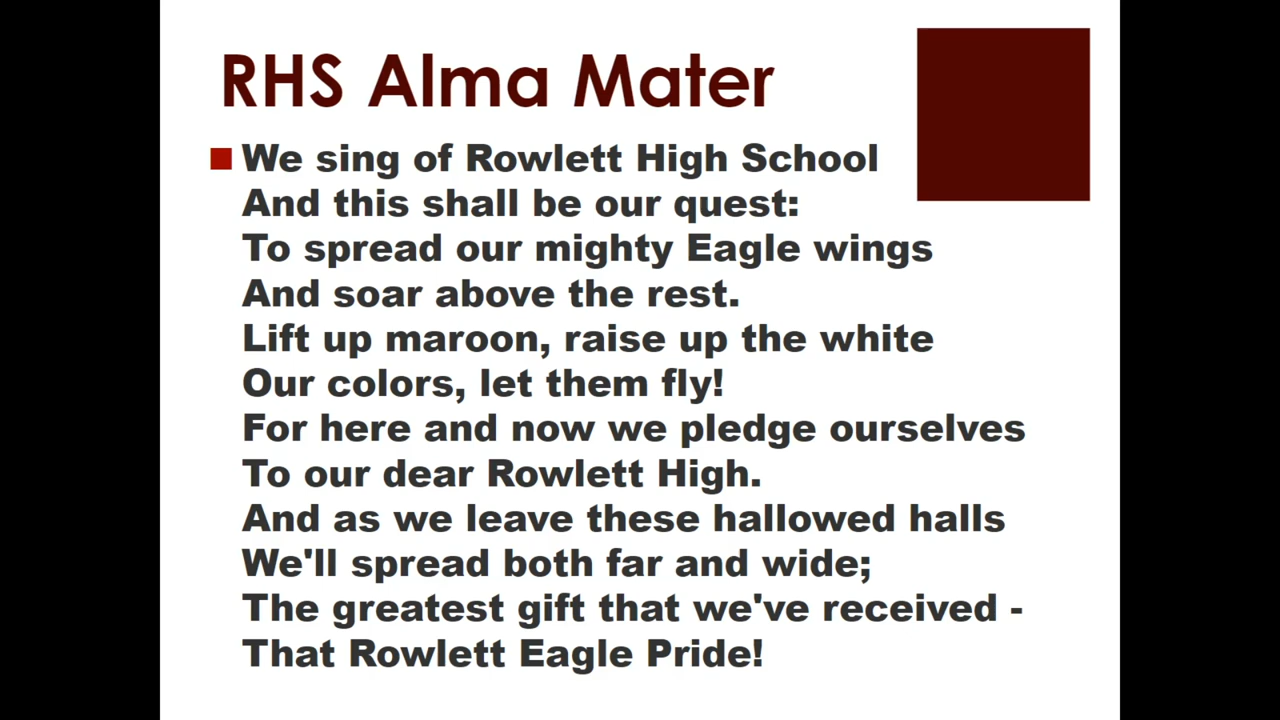 RHS Alma Mater
We sing of Rowlett High School
And this shall be our quest:
To spread our mighty Eagle wings
And soar above the rest.
Lift up maroon, raise up the white
Our colors, let them fly!
For here and now we pledge ourselves
To our dear Rowlett High.
And as we leave these hallowed halls
We'll spread both far and wide;
The greatest gift that we've received -
That Rowlett Eagle Pride!